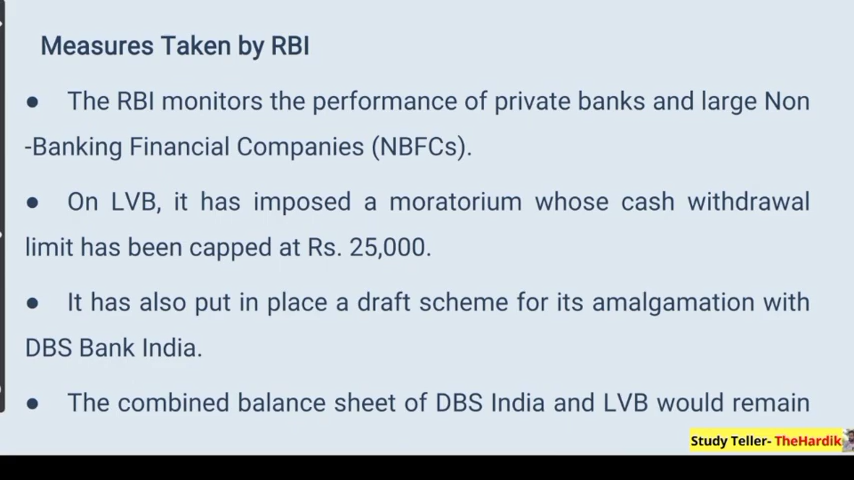 Measures Taken by RBI
● The RBI monitors the performance of private banks and large Non
-Banking Financial Companies (NBFCs).
● On LVB, it has imposed a moratorium whose cash withdrawal
limit has been capped at Rs. 25,000.
● It has also put in place a draft scheme for its amalgamation with
DBS Bank India.
● The combined balance sheet of DBS India and LVB would remain
Study Teller- TheHardik